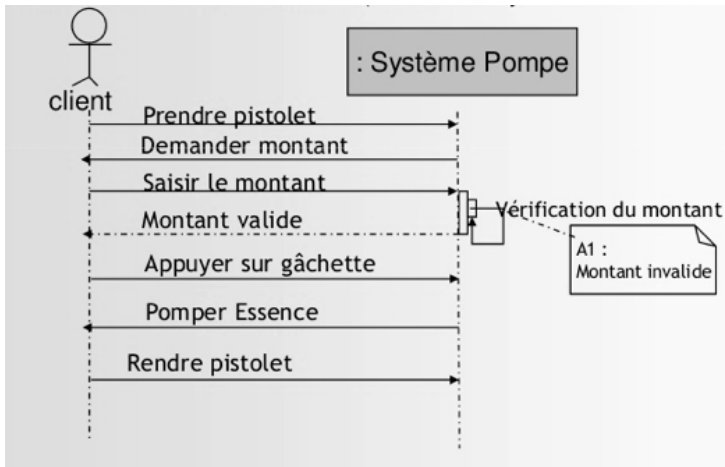 : Système Pompe
client
Prendre pistolet
Demander montant
Saisir le montant
Vérification du montant
Montant valide
A1 :
Montant invalide
Appuyer sur gâchette
Pomper Essence
Rendre pistolet